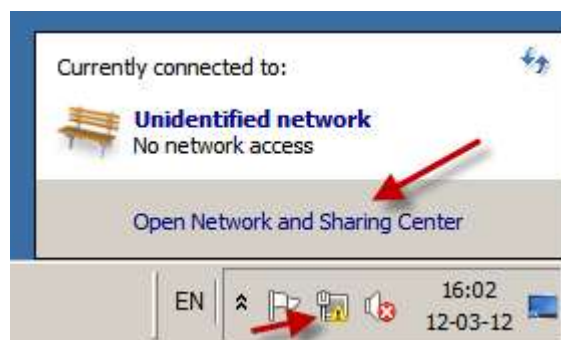 Currently connected to:
Unidentified network
No network access
Open Network and Sharing Center
EN
16:02
12-03-12